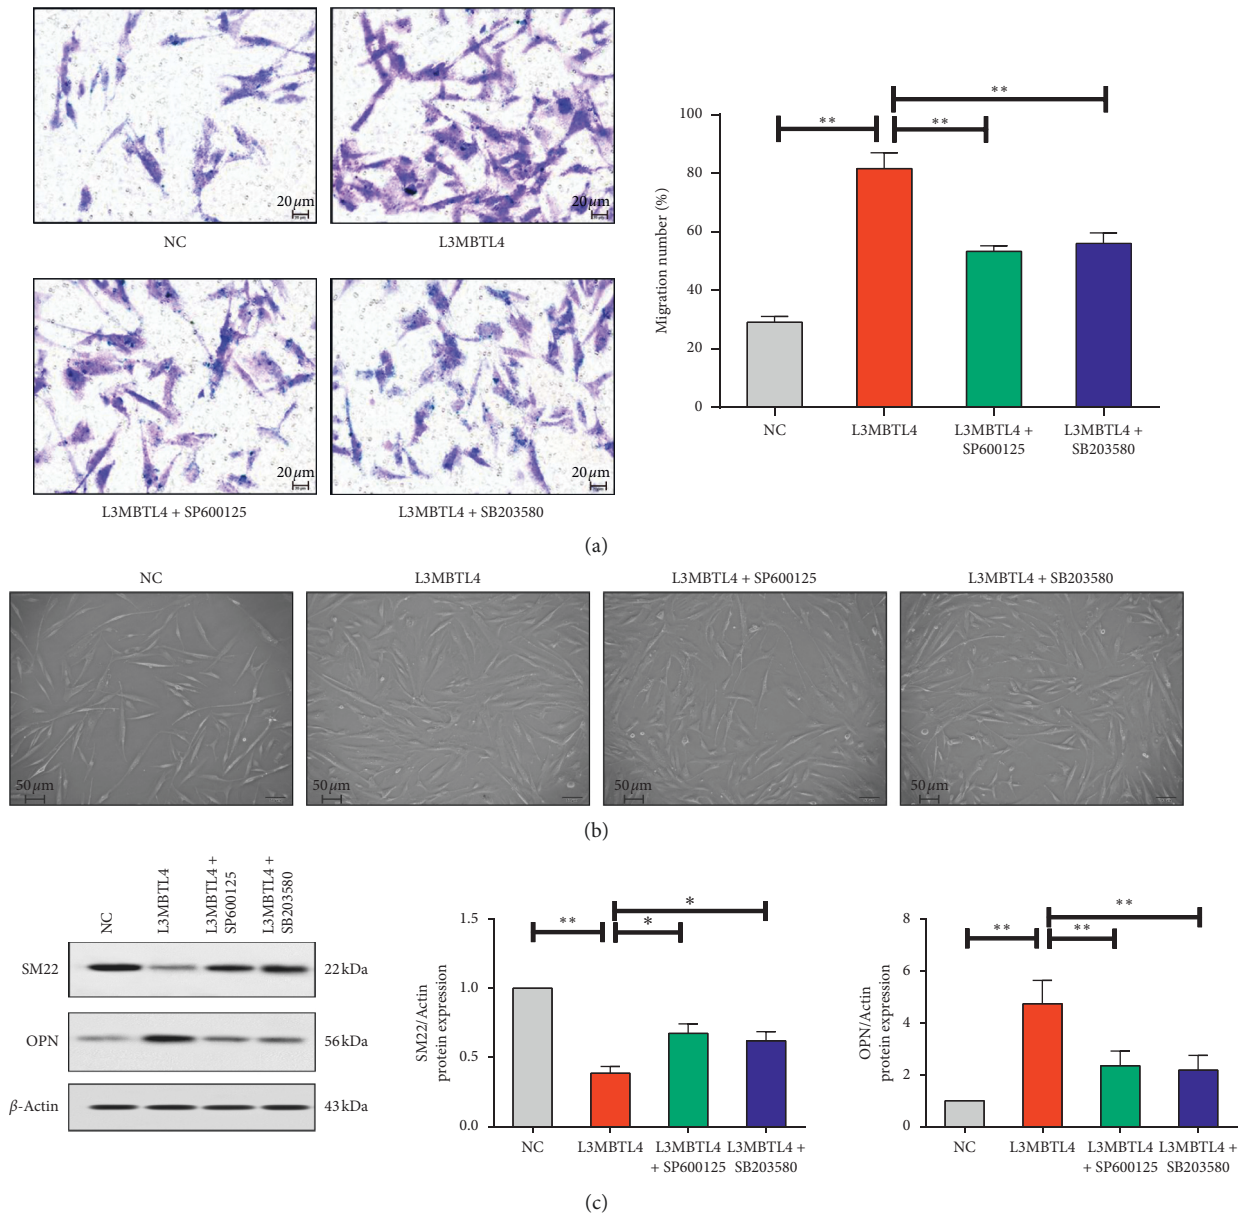 20 μm
20 μm
NC
L3MBTL4
20 μm
20 μm
L3MBTL4 + SP600125
L3MBTL4 + SB203580
Migration number (%)
100
80
60
40
20
0
**
**
**
NC
L3MBTL4
L3MBTL4 +
SP600125
L3MBTL4 +
SB203580
(a)
NC
L3MBTL4
L3MBTL4 + SP600125
L3MBTL4 + SB203580
50 μm
50 μm
50 μm
50 μm
(b)
NC
L3MBTL4
L3MBTL4 +
SP600125
L3MBTL4 +
SB203580
SM22
22 kDa
OPN
56 kDa
β-Actin
43 kDa
SM22/Actin
protein expression
1.5
1.0
0.5
0.0
**
*
*
NC
L3MBTL4
L3MBTL4
+ SP600125
L3MBTL4 +
SB203580
OPN/Actin
protein expression
8
6
4
2
0
**
**
**
NC
L3MBTL4
L3MBTL4
+ SP600125
L3MBTL4 +
SB203580
(c)